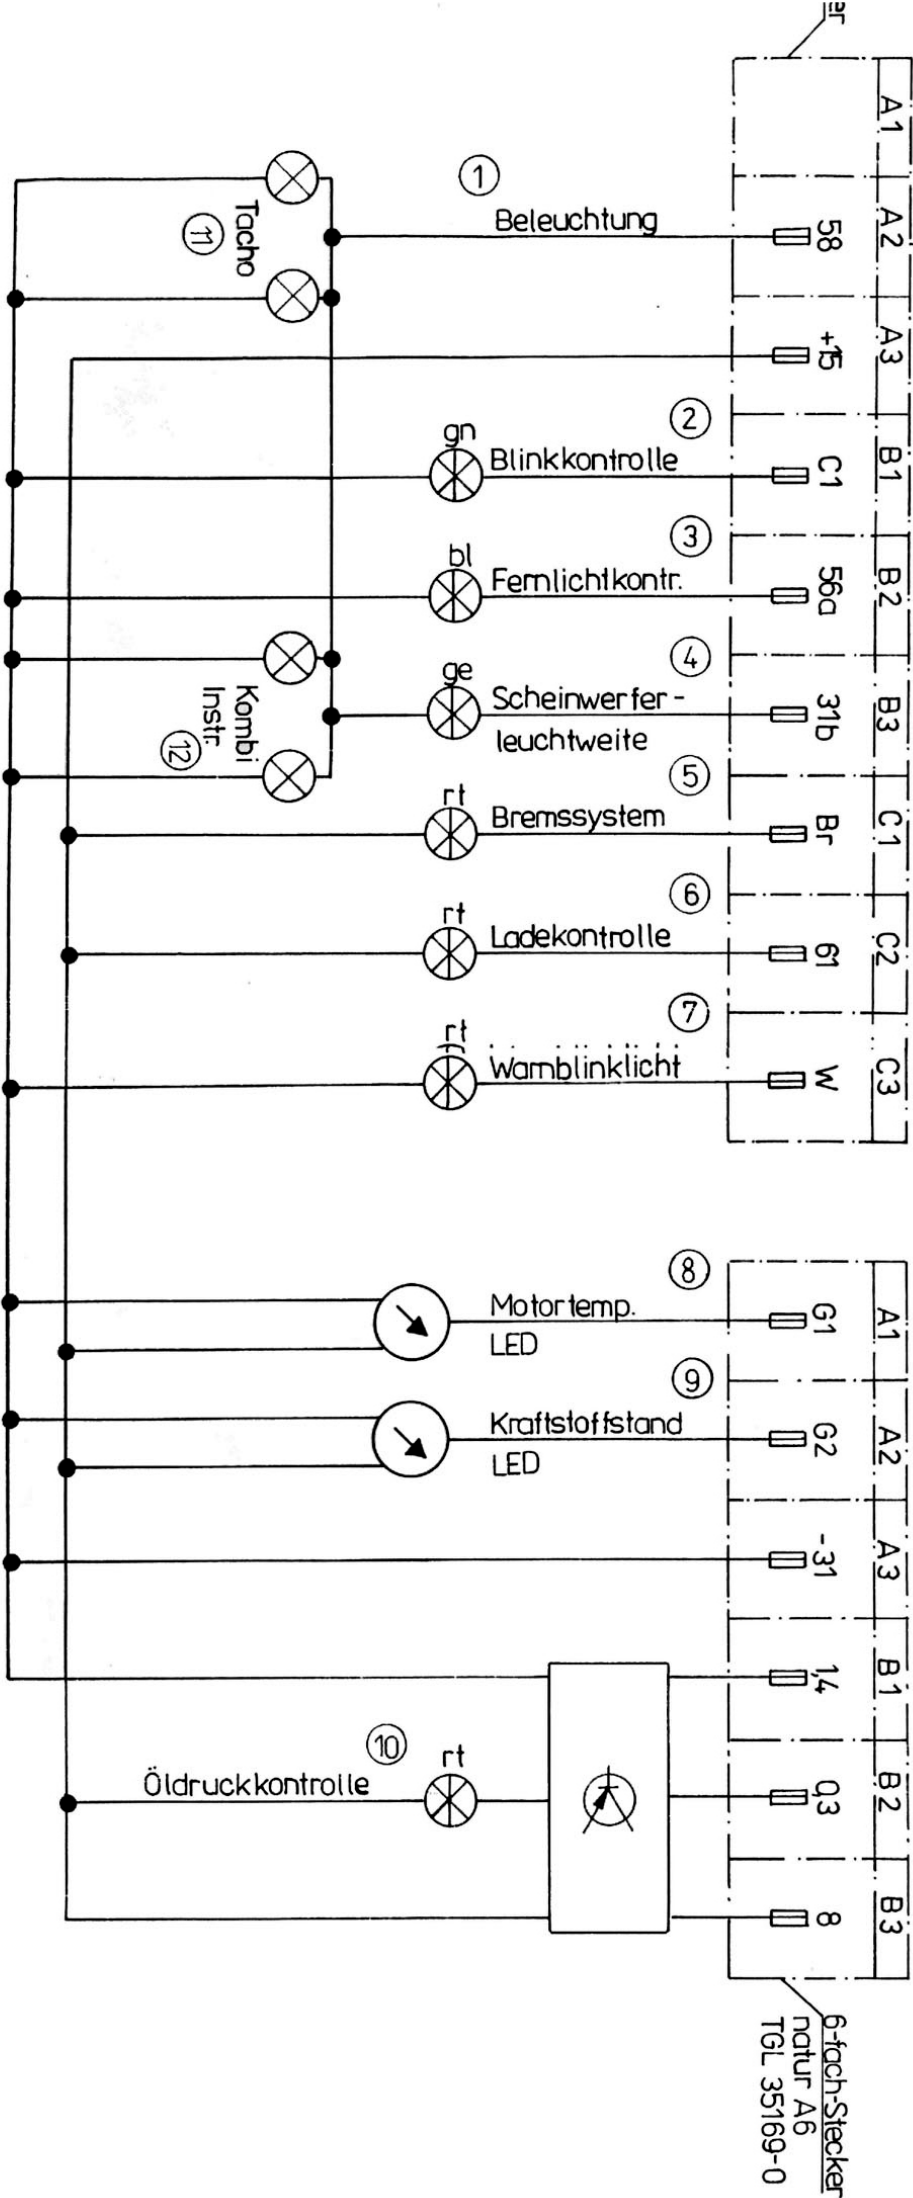 A1
1
Beleuchtung
58
A2
Tacho
11
+15
A3
2
gn
Blinkkontrolle
C1
B1
3
bl
Fernlichtkontr.
56a
B2
4
ge
Scheinwerfer-
leuchtweite
31b
B3
Kombi
Instr.
12
5
rt
Bremssystem
Br
C1
6
rt
Ladekontrolle
61
C2
7
rt
Warnblinklicht
W
C3
8
Motortemp.
LED
G1
A1
9
Kraftstoffstand
LED
G2
A2
-31
A3
1,4
B1
10
rt
Öldruckkontrolle
0,3
B2
8
B3
6-fach-Stecker
natur A6
TGL 35169-0